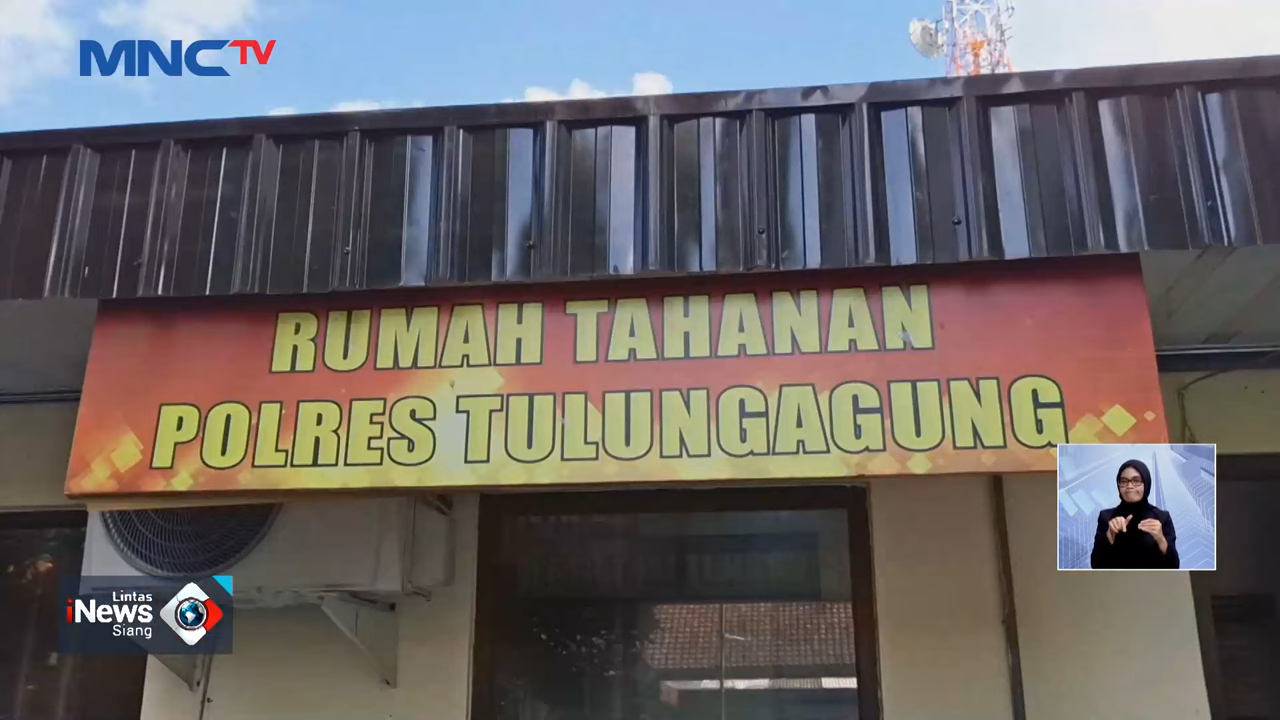 MNCTV
RUMAH TAHANAN
POLRES TULUNGAGUNG
Lintas
iNews
Siang